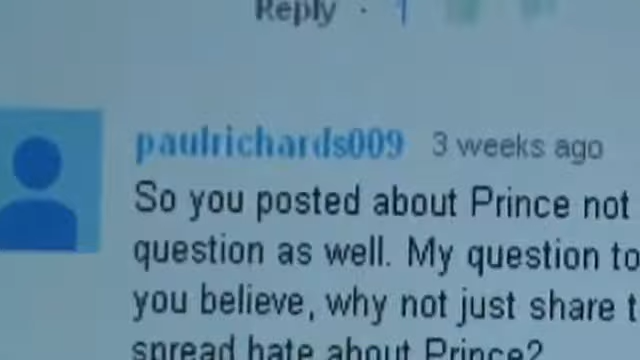 Reply · 1
paulrichards009 3 weeks ago
So you posted about Prince not
question as well. My question to
you believe, why not just share t
spread hate about Prince?